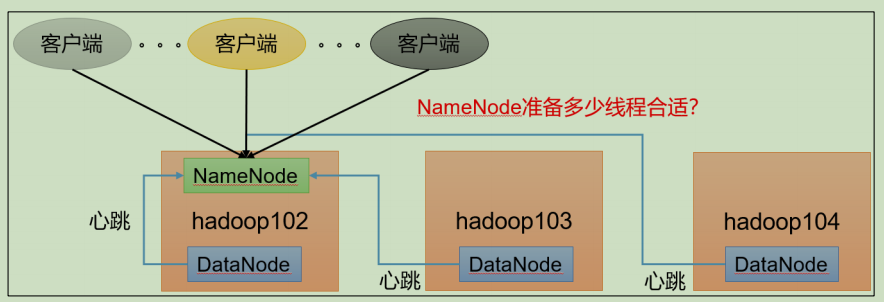 客户端 。。。 客户端 。。。 客户端
NameNode准备多少线程合适?
NameNode
hadoop102 hadoop103 hadoop104
心跳
DataNode DataNode DataNode
心跳 心跳